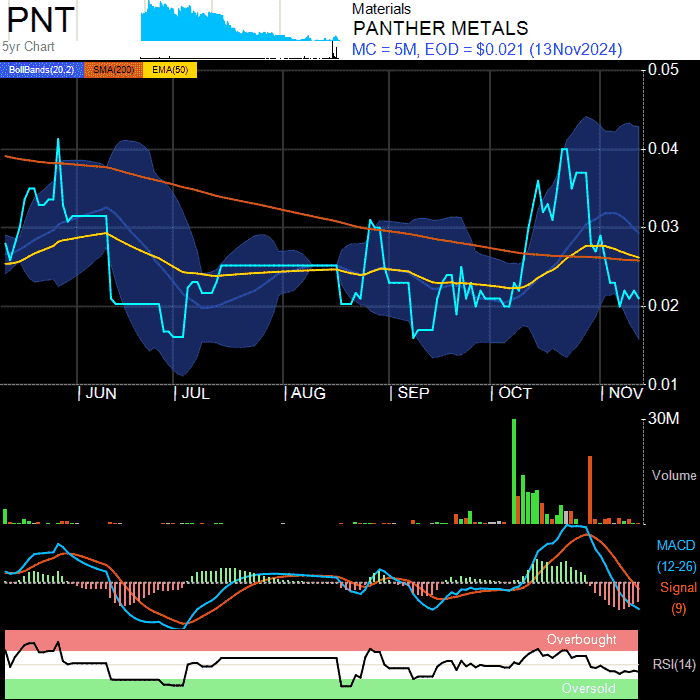 PNT
5yr Chart
Materials
PANTHER METALS
MC = 5M, EOD = $0.021 (13Nov2024)
BollBands(20,2) SMA(200) EMA(50)
0.05
0.04
0.03
0.02
0.01
JUN JUL AUG SEP OCT NOV
30M
Volume
MACD
(12-26)
Signal
(9)
Overbought
RSI(14)
Oversold